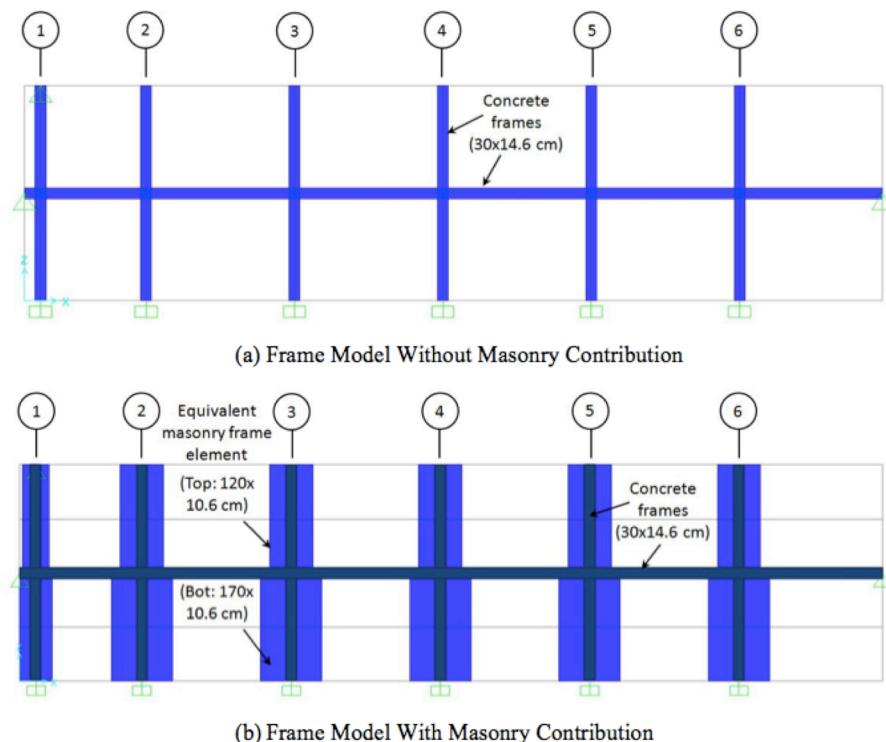 1 2 3 4 5 6
Concrete
frames
(30x14.6 cm)
Z
X
(a) Frame Model Without Masonry Contribution
1 2 3 4 5 6
Equivalent
masonry frame
element
(Top: 120x
10.6 cm)
Concrete
frames
(30x14.6 cm)
(Bot: 170x
10.6 cm)
(b) Frame Model With Masonry Contribution